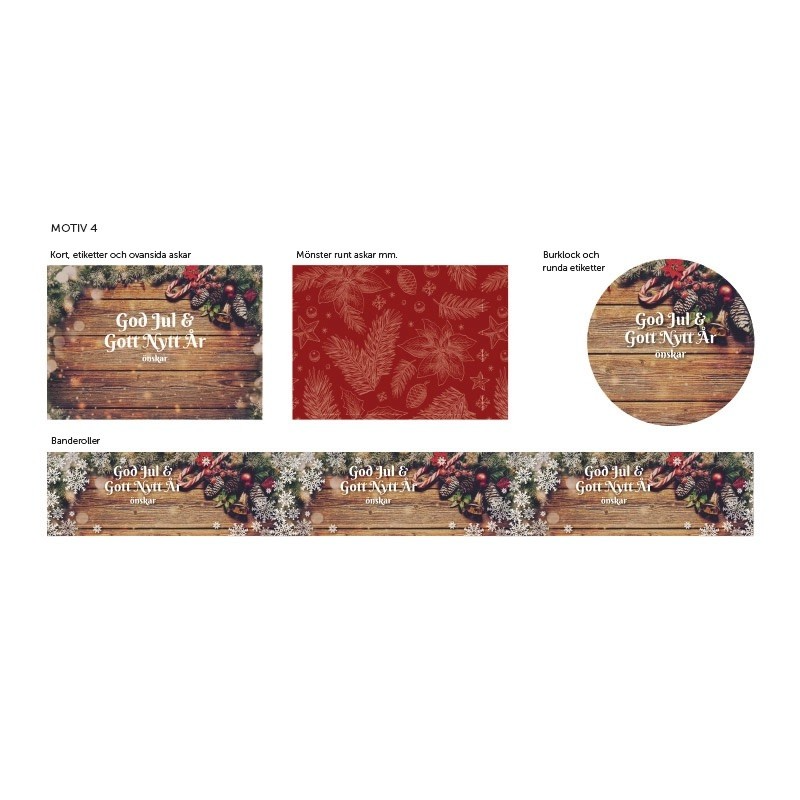 MOTIV 4
Kort, etiketter och ovansida askar
God Jul &
Gott Nytt År
önskar
Mönster runt askar mm.
Burklock och
runda etiketter
God Jul &
Gott Nytt År
önskar
Banderoller
God Jul &
Gott Nytt År
önskar
God Jul &
Gott Nytt År
önskar
God Jul &
Gott Nytt År
önskar